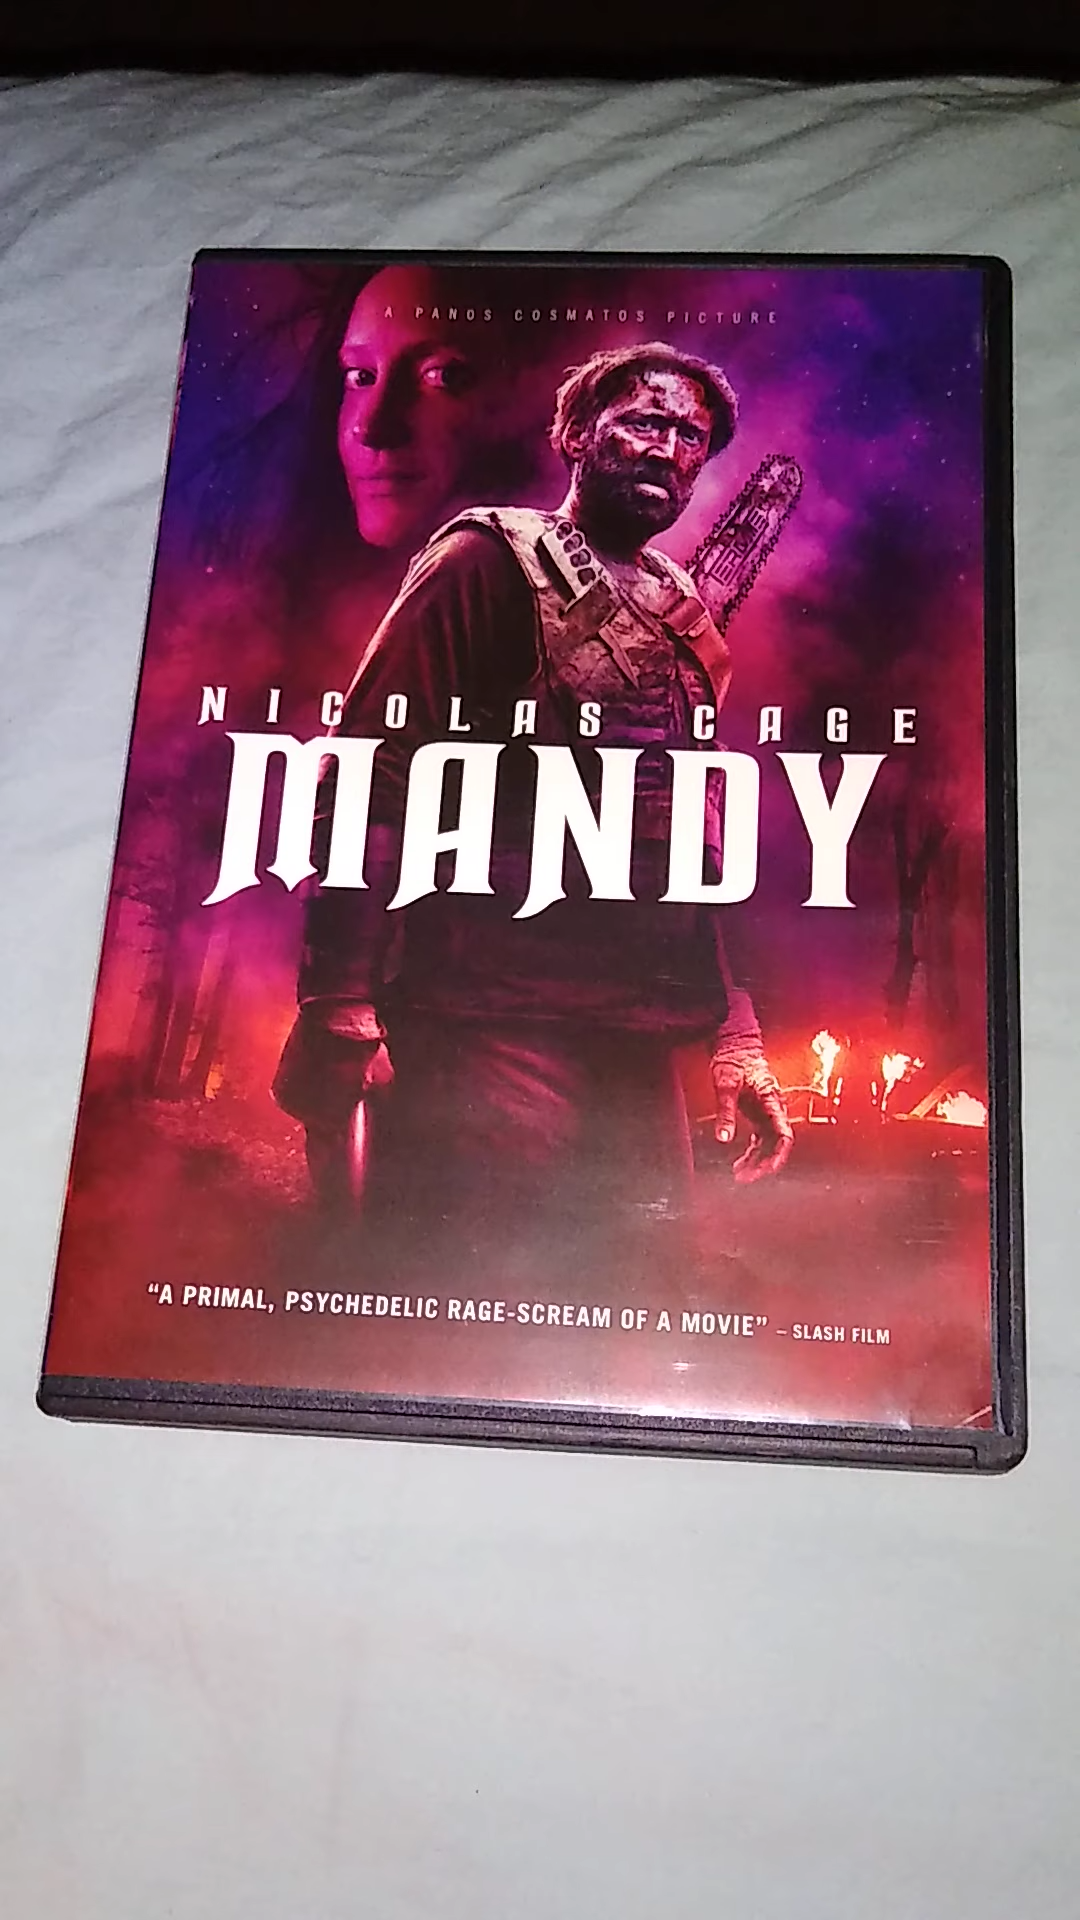 A PANOS COSMATOS PICTURE
NICOLAS CAGE
MANDY
“A PRIMAL, PSYCHEDELIC RAGE-SCREAM OF A MOVIE” – SLASH FILM